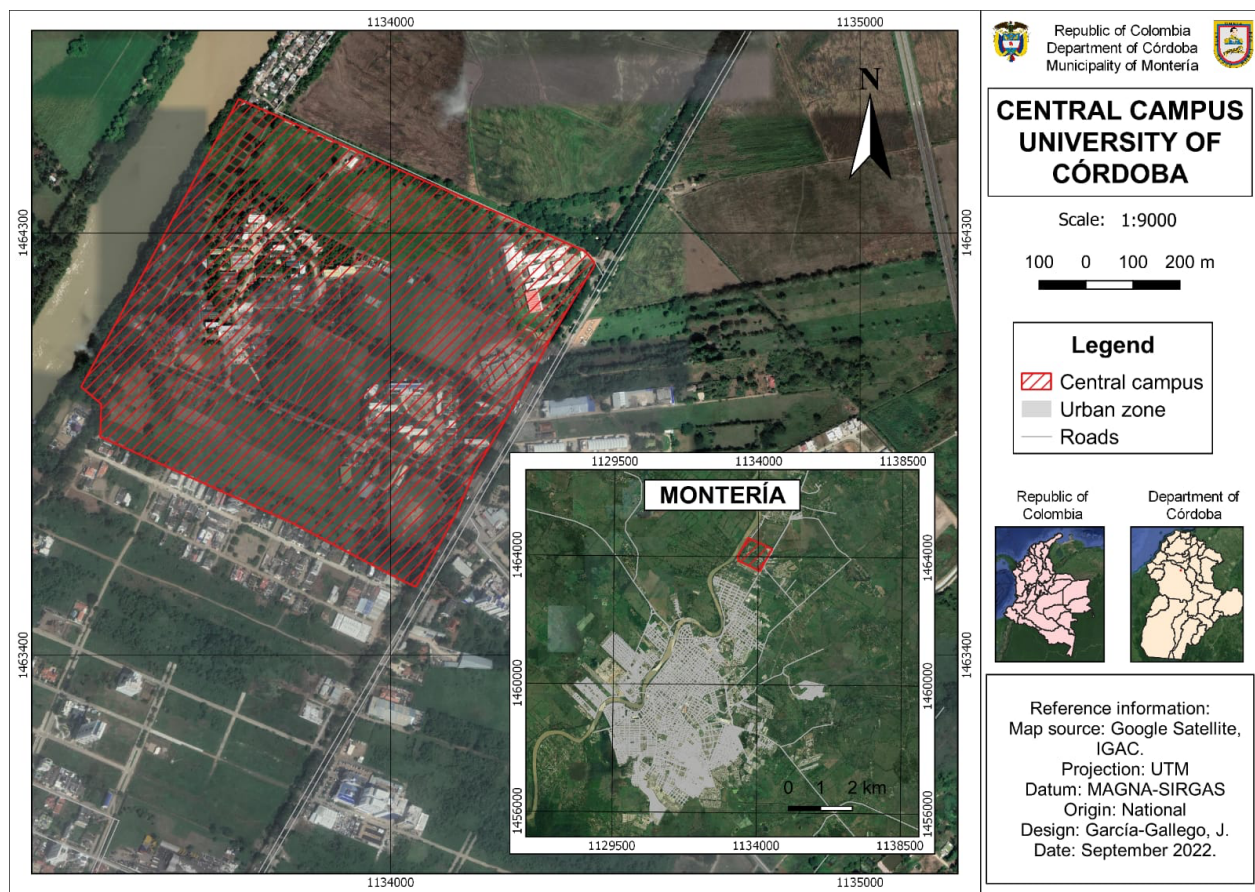 1134000
1135000
1464300
1464300
N
1463400
1463400
1134000
1135000
MONTERÍA
1129500
1134000
1138500
1464000
1464000
1460000
1460000
1456000
1456000
0 1 2 km
1129500
1134000
1138500
Republic of Colombia
Department of Córdoba
Municipality of Montería
CENTRAL CAMPUS
UNIVERSITY OF
CÓRDOBA
Scale: 1:9000
100 0 100 200 m
Legend
Central campus
Urban zone
Roads
Republic of
Colombia
Department of
Córdoba
Reference information:
Map source: Google Satellite,
IGAC.
Projection: UTM
Datum: MAGNA-SIRGAS
Origin: National
Design: García-Gallego, J.
Date: September 2022.